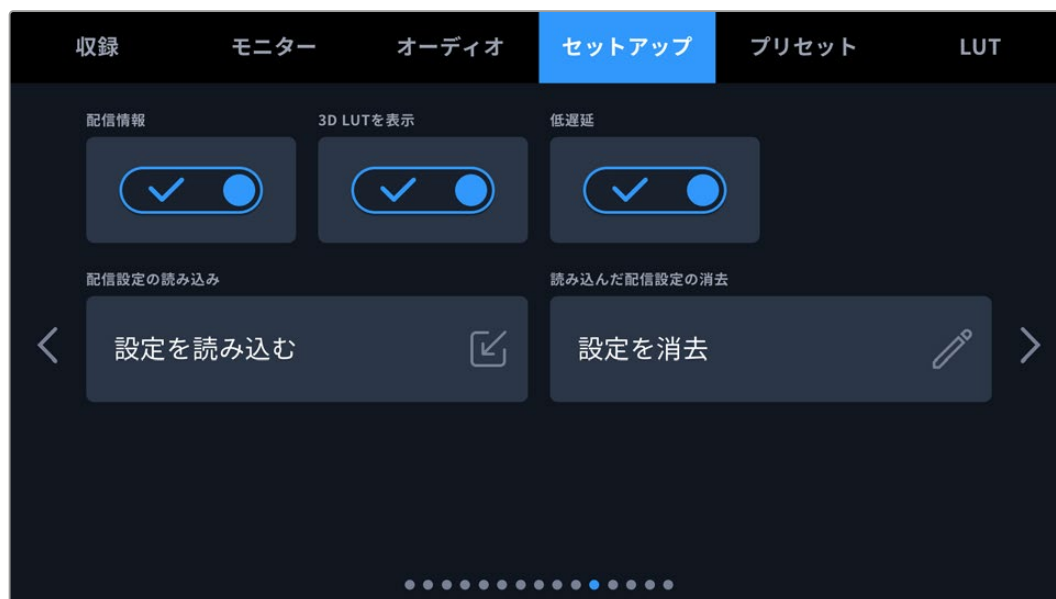 収録 モニター オーディオ セットアップ プリセット LUT
配信情報 3D LUTを表示 低遅延
配信設定の読み込み 読み込んだ配信設定の消去
設定を読み込む 設定を消去